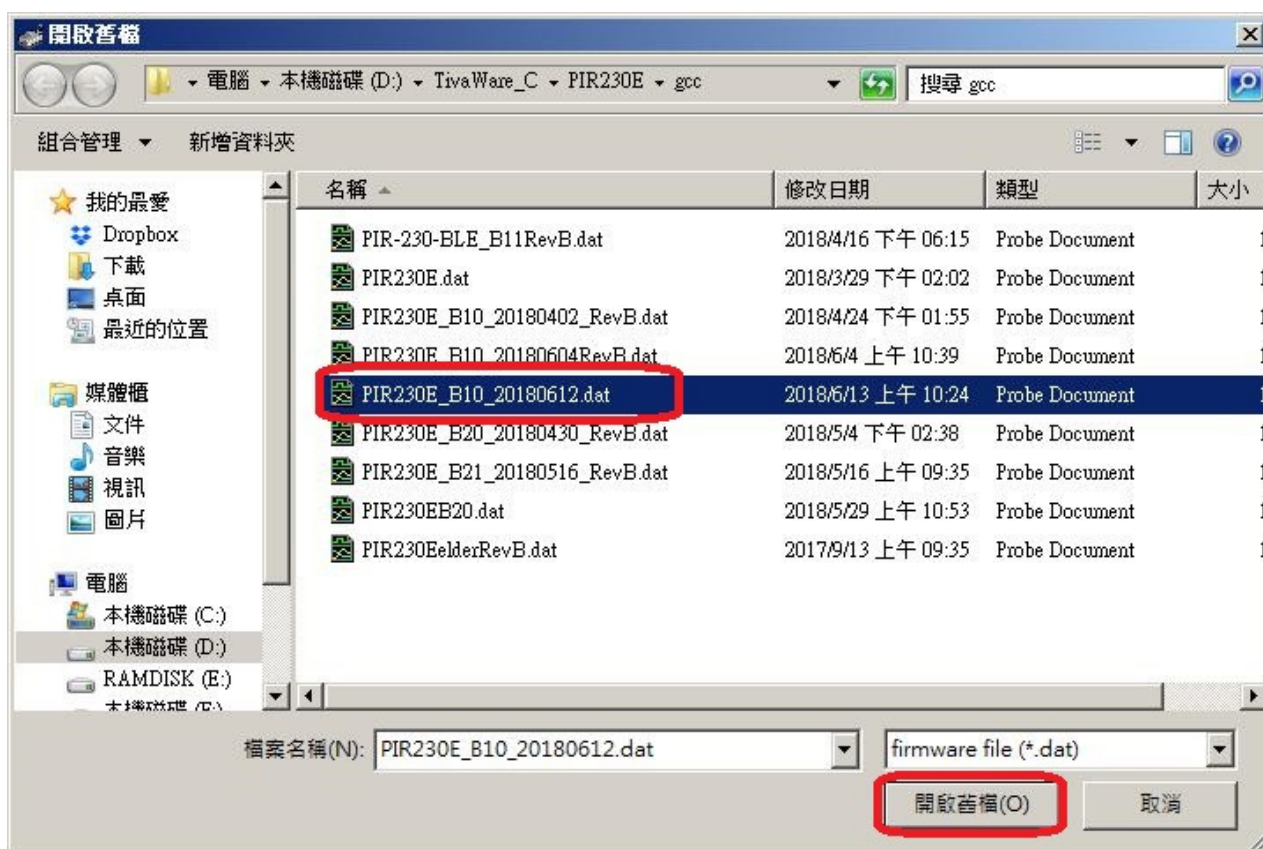 開啟舊檔
電腦 本機磁碟 (D:) TivaWare_C PIR230E gcc 搜尋 gcc
組合管理 新增資料夾
我的最愛
Dropbox
下載
桌面
最近的位置
媒體櫃
文件
音樂
視訊
圖片
電腦
本機磁碟 (C:)
本機磁碟 (D:)
RAMDISK (E:)
名稱 修改日期 類型 大小
PIR-230-BLE_B11RevB.dat 2018/4/16 下午 06:15 Probe Document
PIR230E.dat 2018/3/29 下午 02:02 Probe Document
PIR230E_B10_20180402_RevB.dat 2018/4/24 下午 01:55 Probe Document
PIR230E_B10_20180604RevB.dat 2018/6/4 上午 10:39 Probe Document
PIR230E_B10_20180612.dat 2018/6/13 上午 10:24 Probe Document
PIR230E_B20_20180430_RevB.dat 2018/5/4 下午 02:38 Probe Document
PIR230E_B21_20180516_RevB.dat 2018/5/16 上午 09:35 Probe Document
PIR230EB20.dat 2018/5/29 上午 10:53 Probe Document
PIR230EelderRevB.dat 2017/9/13 上午 09:35 Probe Document
檔案名稱(N): PIR230E_B10_20180612.dat firmware file (*.dat)
開啟舊檔(O) 取消